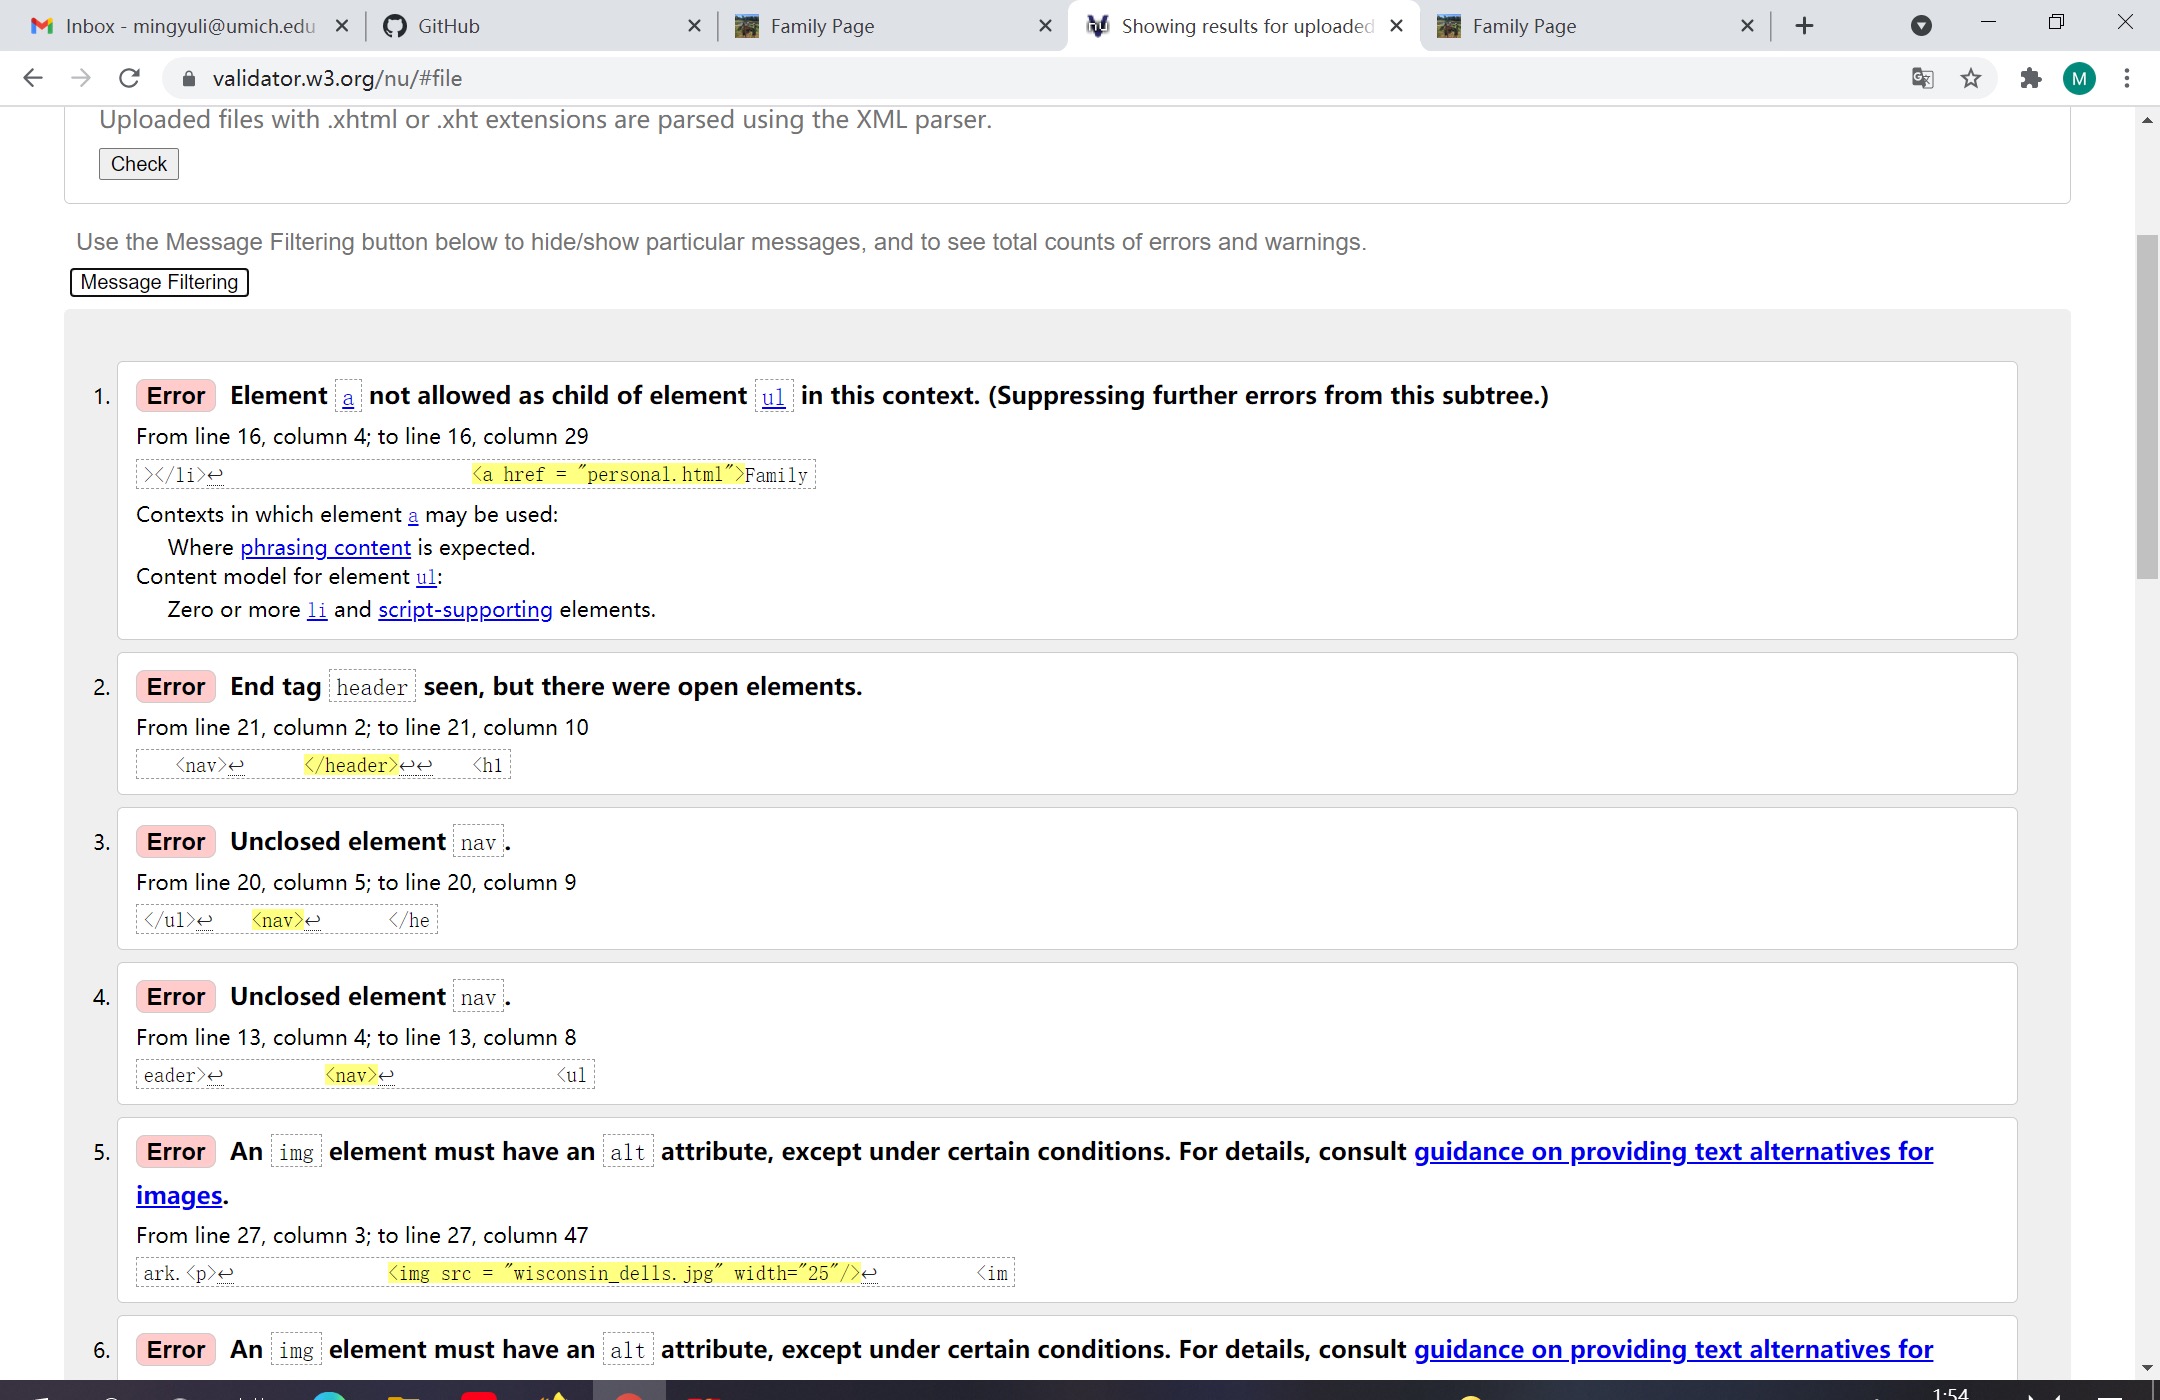 Inbox - mingyuli@umich.edu
GitHub
Family Page
Showing results for uploaded
Family Page
validator.w3.org/nu/#file
M
Uploaded files with .xhtml or .xht extensions are parsed using the XML parser.
Check
Use the Message Filtering button below to hide/show particular messages, and to see total counts of errors and warnings.
Message Filtering
1. Error Element a not allowed as child of element ul in this context. (Suppressing further errors from this subtree.)
From line 16, column 4; to line 16, column 29
></li>↩ <a href = "personal.html">Family
Contexts in which element a may be used:
Where phrasing content is expected.
Content model for element ul:
Zero or more li and script-supporting elements.
2. Error End tag header seen, but there were open elements.
From line 21, column 2; to line 21, column 10
<nav>↩ </header>↩↩ <h1
3. Error Unclosed element nav.
From line 20, column 5; to line 20, column 9
</ul>↩ <nav>↩ </he
4. Error Unclosed element nav.
From line 13, column 4; to line 13, column 8
eader>↩ <nav>↩ <ul
5. Error An img element must have an alt attribute, except under certain conditions. For details, consult guidance on providing text alternatives for
images.
From line 27, column 3; to line 27, column 47
ark.<p>↩ <img src = "wisconsin_dells.jpg" width="25"/>↩ <im
6. Error An img element must have an alt attribute, except under certain conditions. For details, consult guidance on providing text alternatives for
1:54